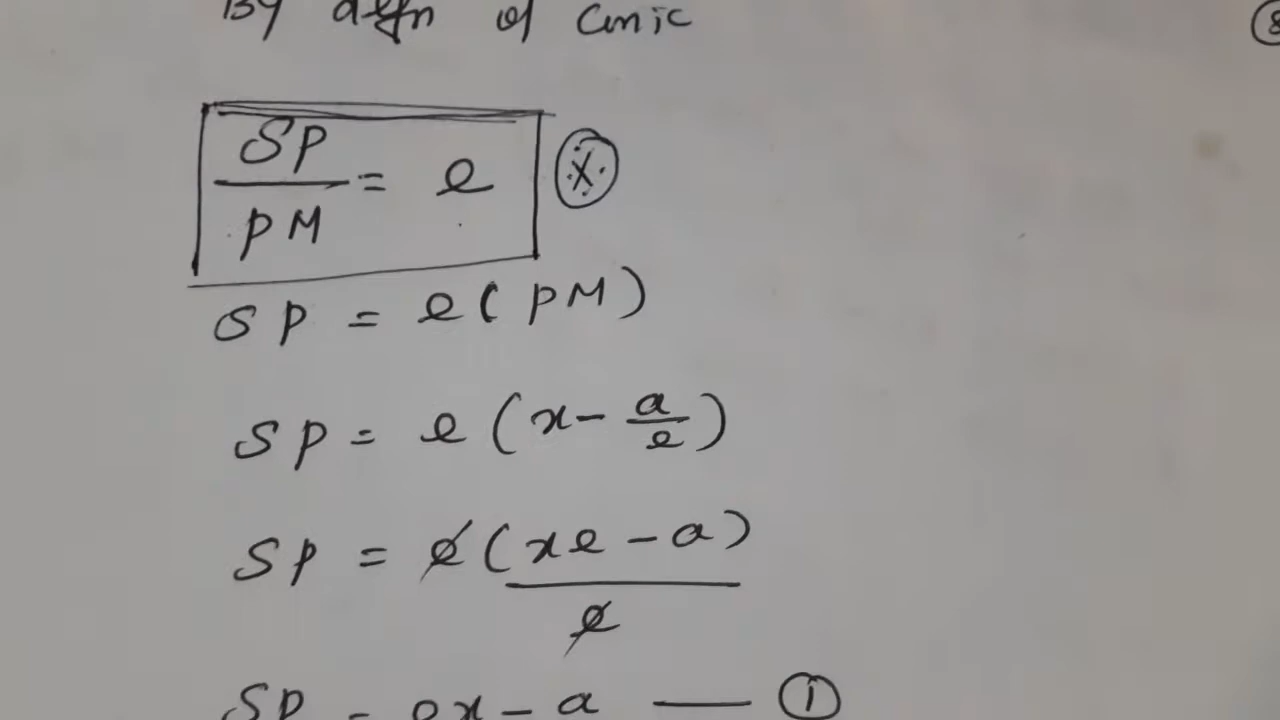 By defn of Conic
SP/PM = e
SP = e(PM)
SP = e(x - a/e)
SP = e(xe - a)/e
SP = ex - a —— ①